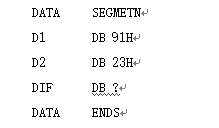 DATA SEGMETN
D1 DB 91H
D2 DB 23H
DIF DB ?
DATA ENDS